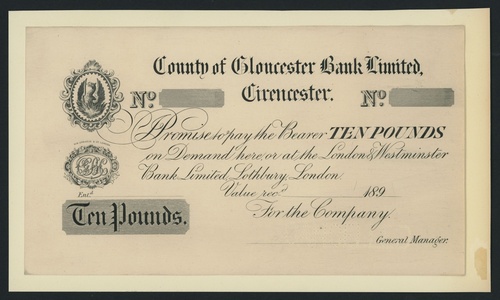 County of Gloucester Bank Limited,
Cirencester.
No. No.
I Promise to pay the Bearer TEN POUNDS
on Demand here, or at the London & Westminster
Bank Limited Lothbury London.
Value recd. 189
Entd.
Ten Pounds.
For the Company.
General Manager.